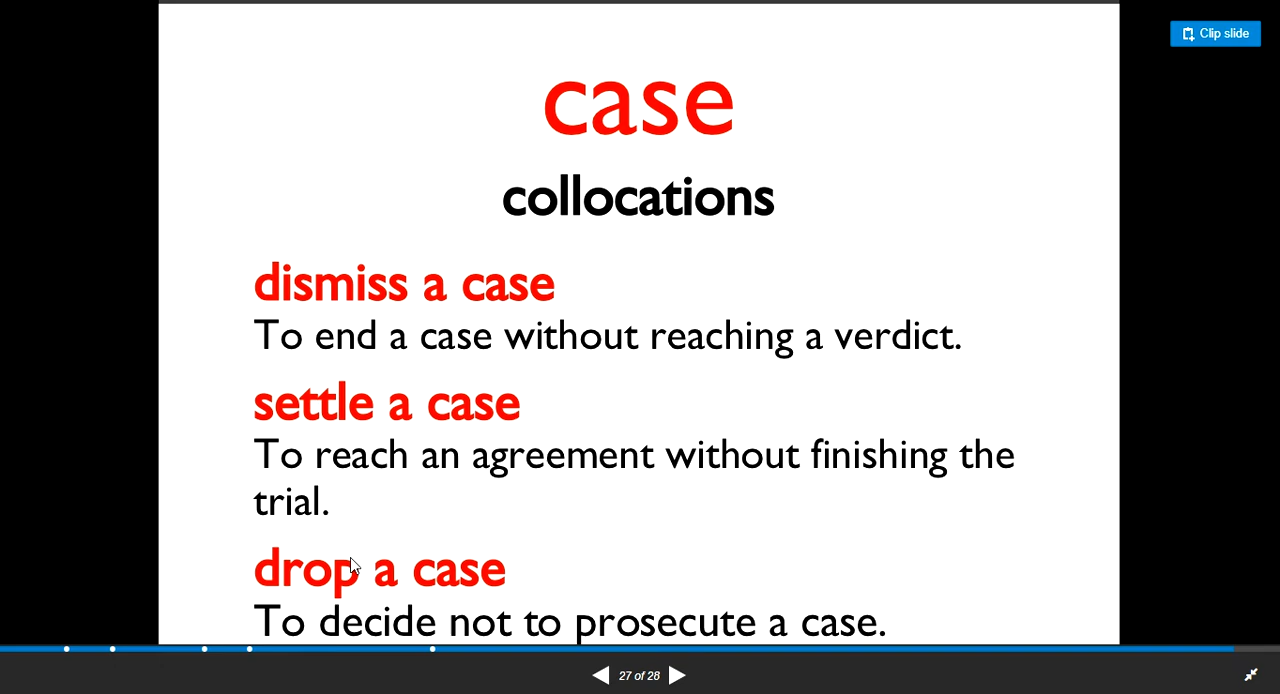 Clip slide
case
collocations
dismiss a case
To end a case without reaching a verdict.
settle a case
To reach an agreement without finishing the
trial.
drop a case
To decide not to prosecute a case.
27 of 28